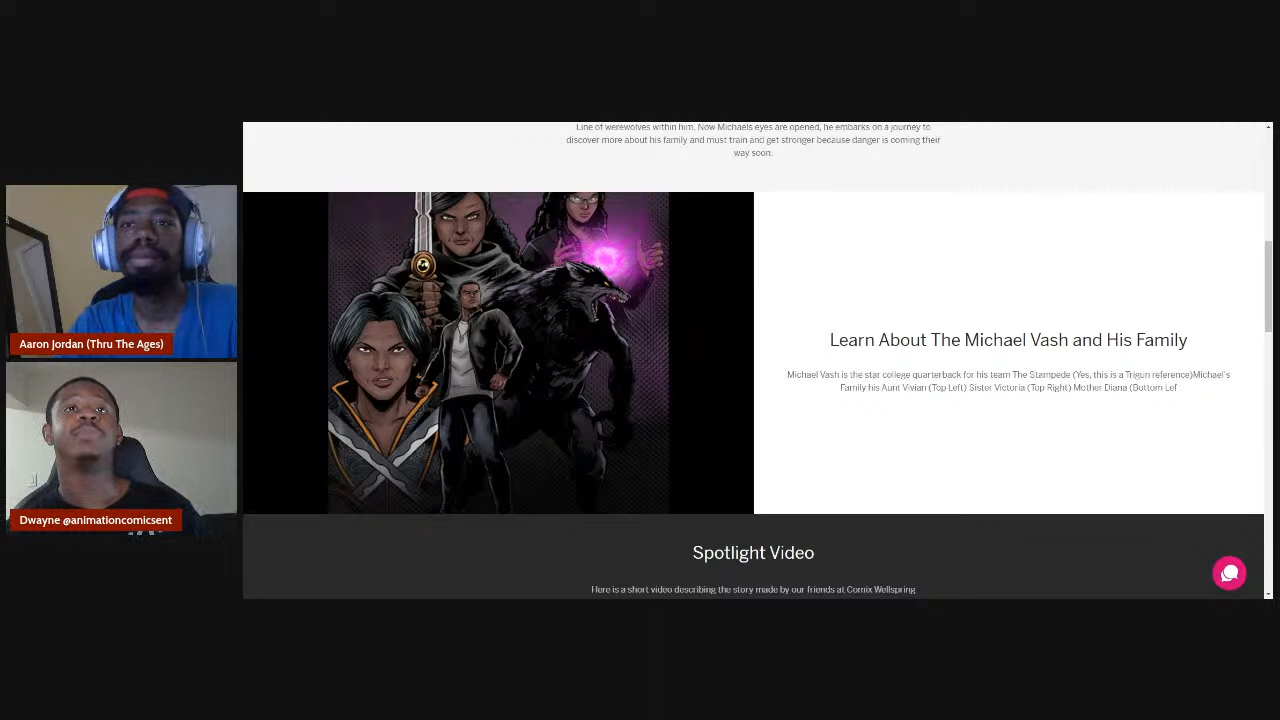 Line of werewolves within him. Now Michaels eyes are opened, he embarks on a journey to
discover more about his family and must train and get stronger because danger is coming their
way soon.
Aaron Jordan (Thru The Ages)
Learn About The Michael Vash and His Family
Michael Vash is the star college quarterback for his team The Stampede (Yes, this is a Trigun reference)Michael's
Family his Aunt Vivian (Top Left) Sister Victoria (Top Right) Mother Diana (Bottom Lef
Dwayne @animationcomicsent
Spotlight Video
Here is a short video describing the story made by our friends at Comix Wellspring